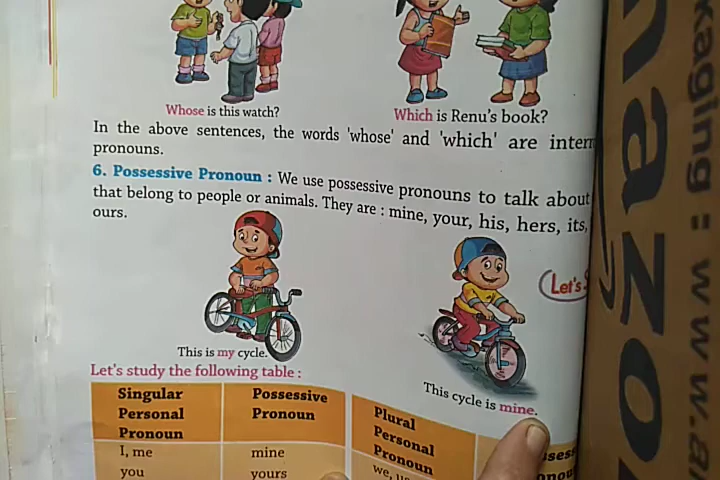 Whose is this watch?
Which is Renu's book?
In the above sentences, the words 'whose' and 'which' are
pronouns.
6. Possessive Pronoun : We use possessive pronouns to talk about
that belong to people or animals. They are : mine, your, his, hers, its,
ours.
Let's
This is my cycle.
This cycle is mine.
Let's study the following table :
Singular Personal Pronoun
Possessive Pronoun
Plural Personal Pronoun
I, me
mine
you
yours
we,